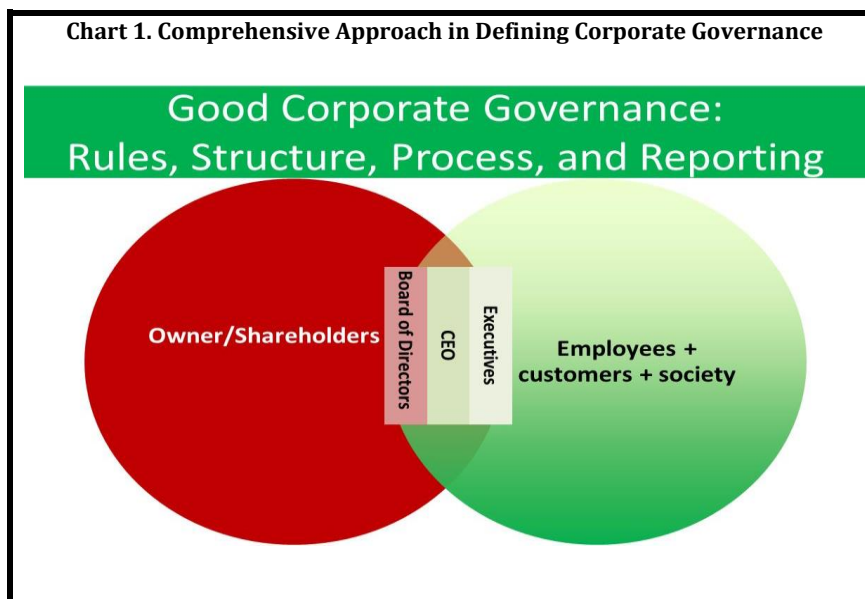 Chart 1. Comprehensive Approach in Defining Corporate Governance
Good Corporate Governance:
Rules, Structure, Process, and Reporting
Owner/Shareholders
Board of Directors
CEO
Executives
Employees +
customers + society